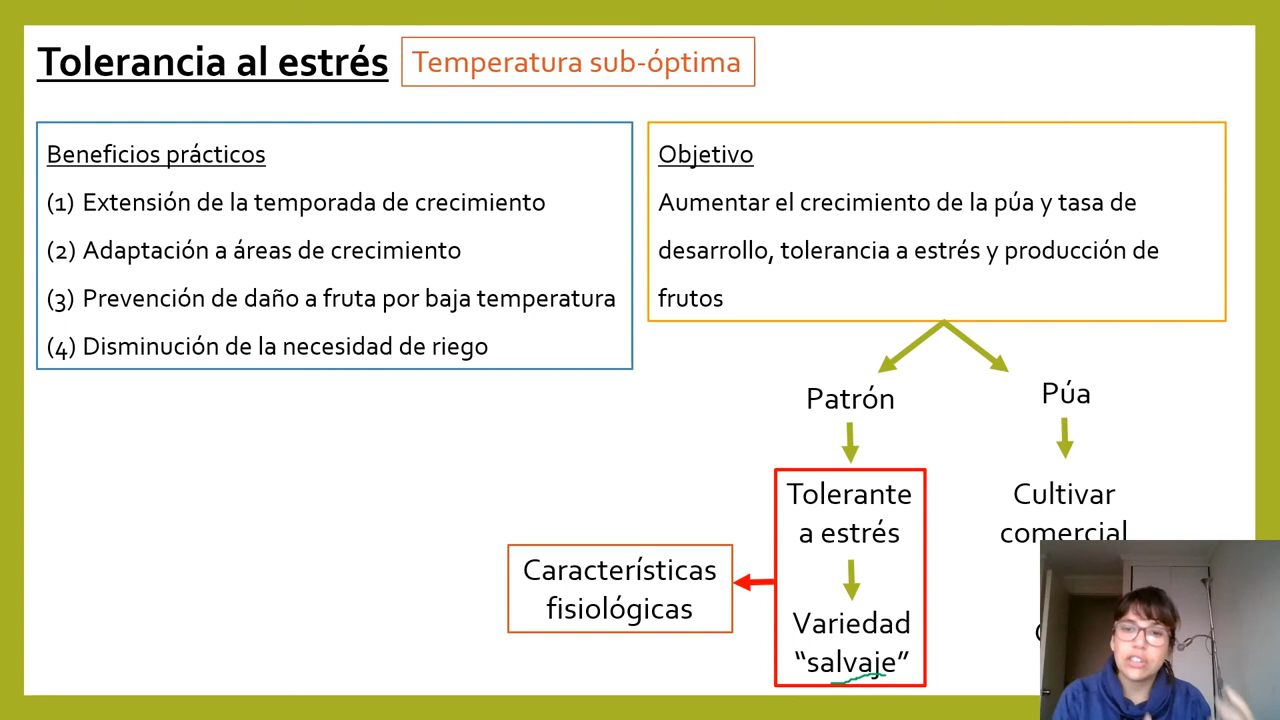 Tolerancia al estrés
Temperatura sub-óptima
Beneficios prácticos
(1) Extensión de la temporada de crecimiento
(2) Adaptación a áreas de crecimiento
(3) Prevención de daño a fruta por baja temperatura
(4) Disminución de la necesidad de riego
Objetivo
Aumentar el crecimiento de la púa y tasa de
desarrollo, tolerancia a estrés y producción de
frutos
Patrón
Púa
Tolerante
a estrés
Variedad
“salvaje”
Cultivar
comercial
Características
fisiológicas